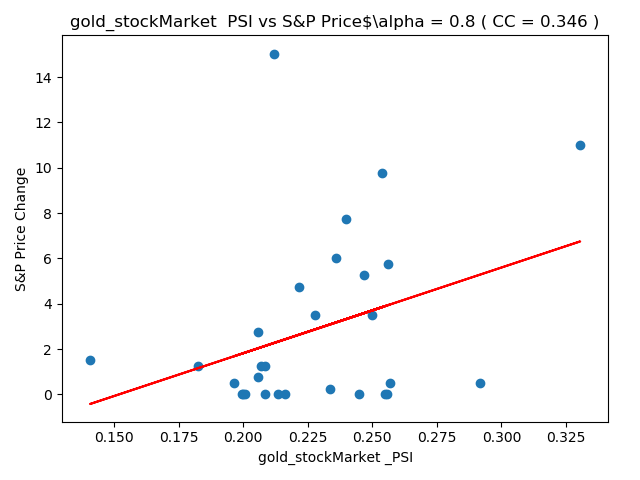 gold_stockMarket  PSI vs S&P Price$\alpha = 0.8 ( CC = 0.346 )
S&P Price Change
14
12
10
8
6
4
2
0
0.150 0.175 0.200 0.225 0.250 0.275 0.300 0.325
gold_stockMarket _PSI